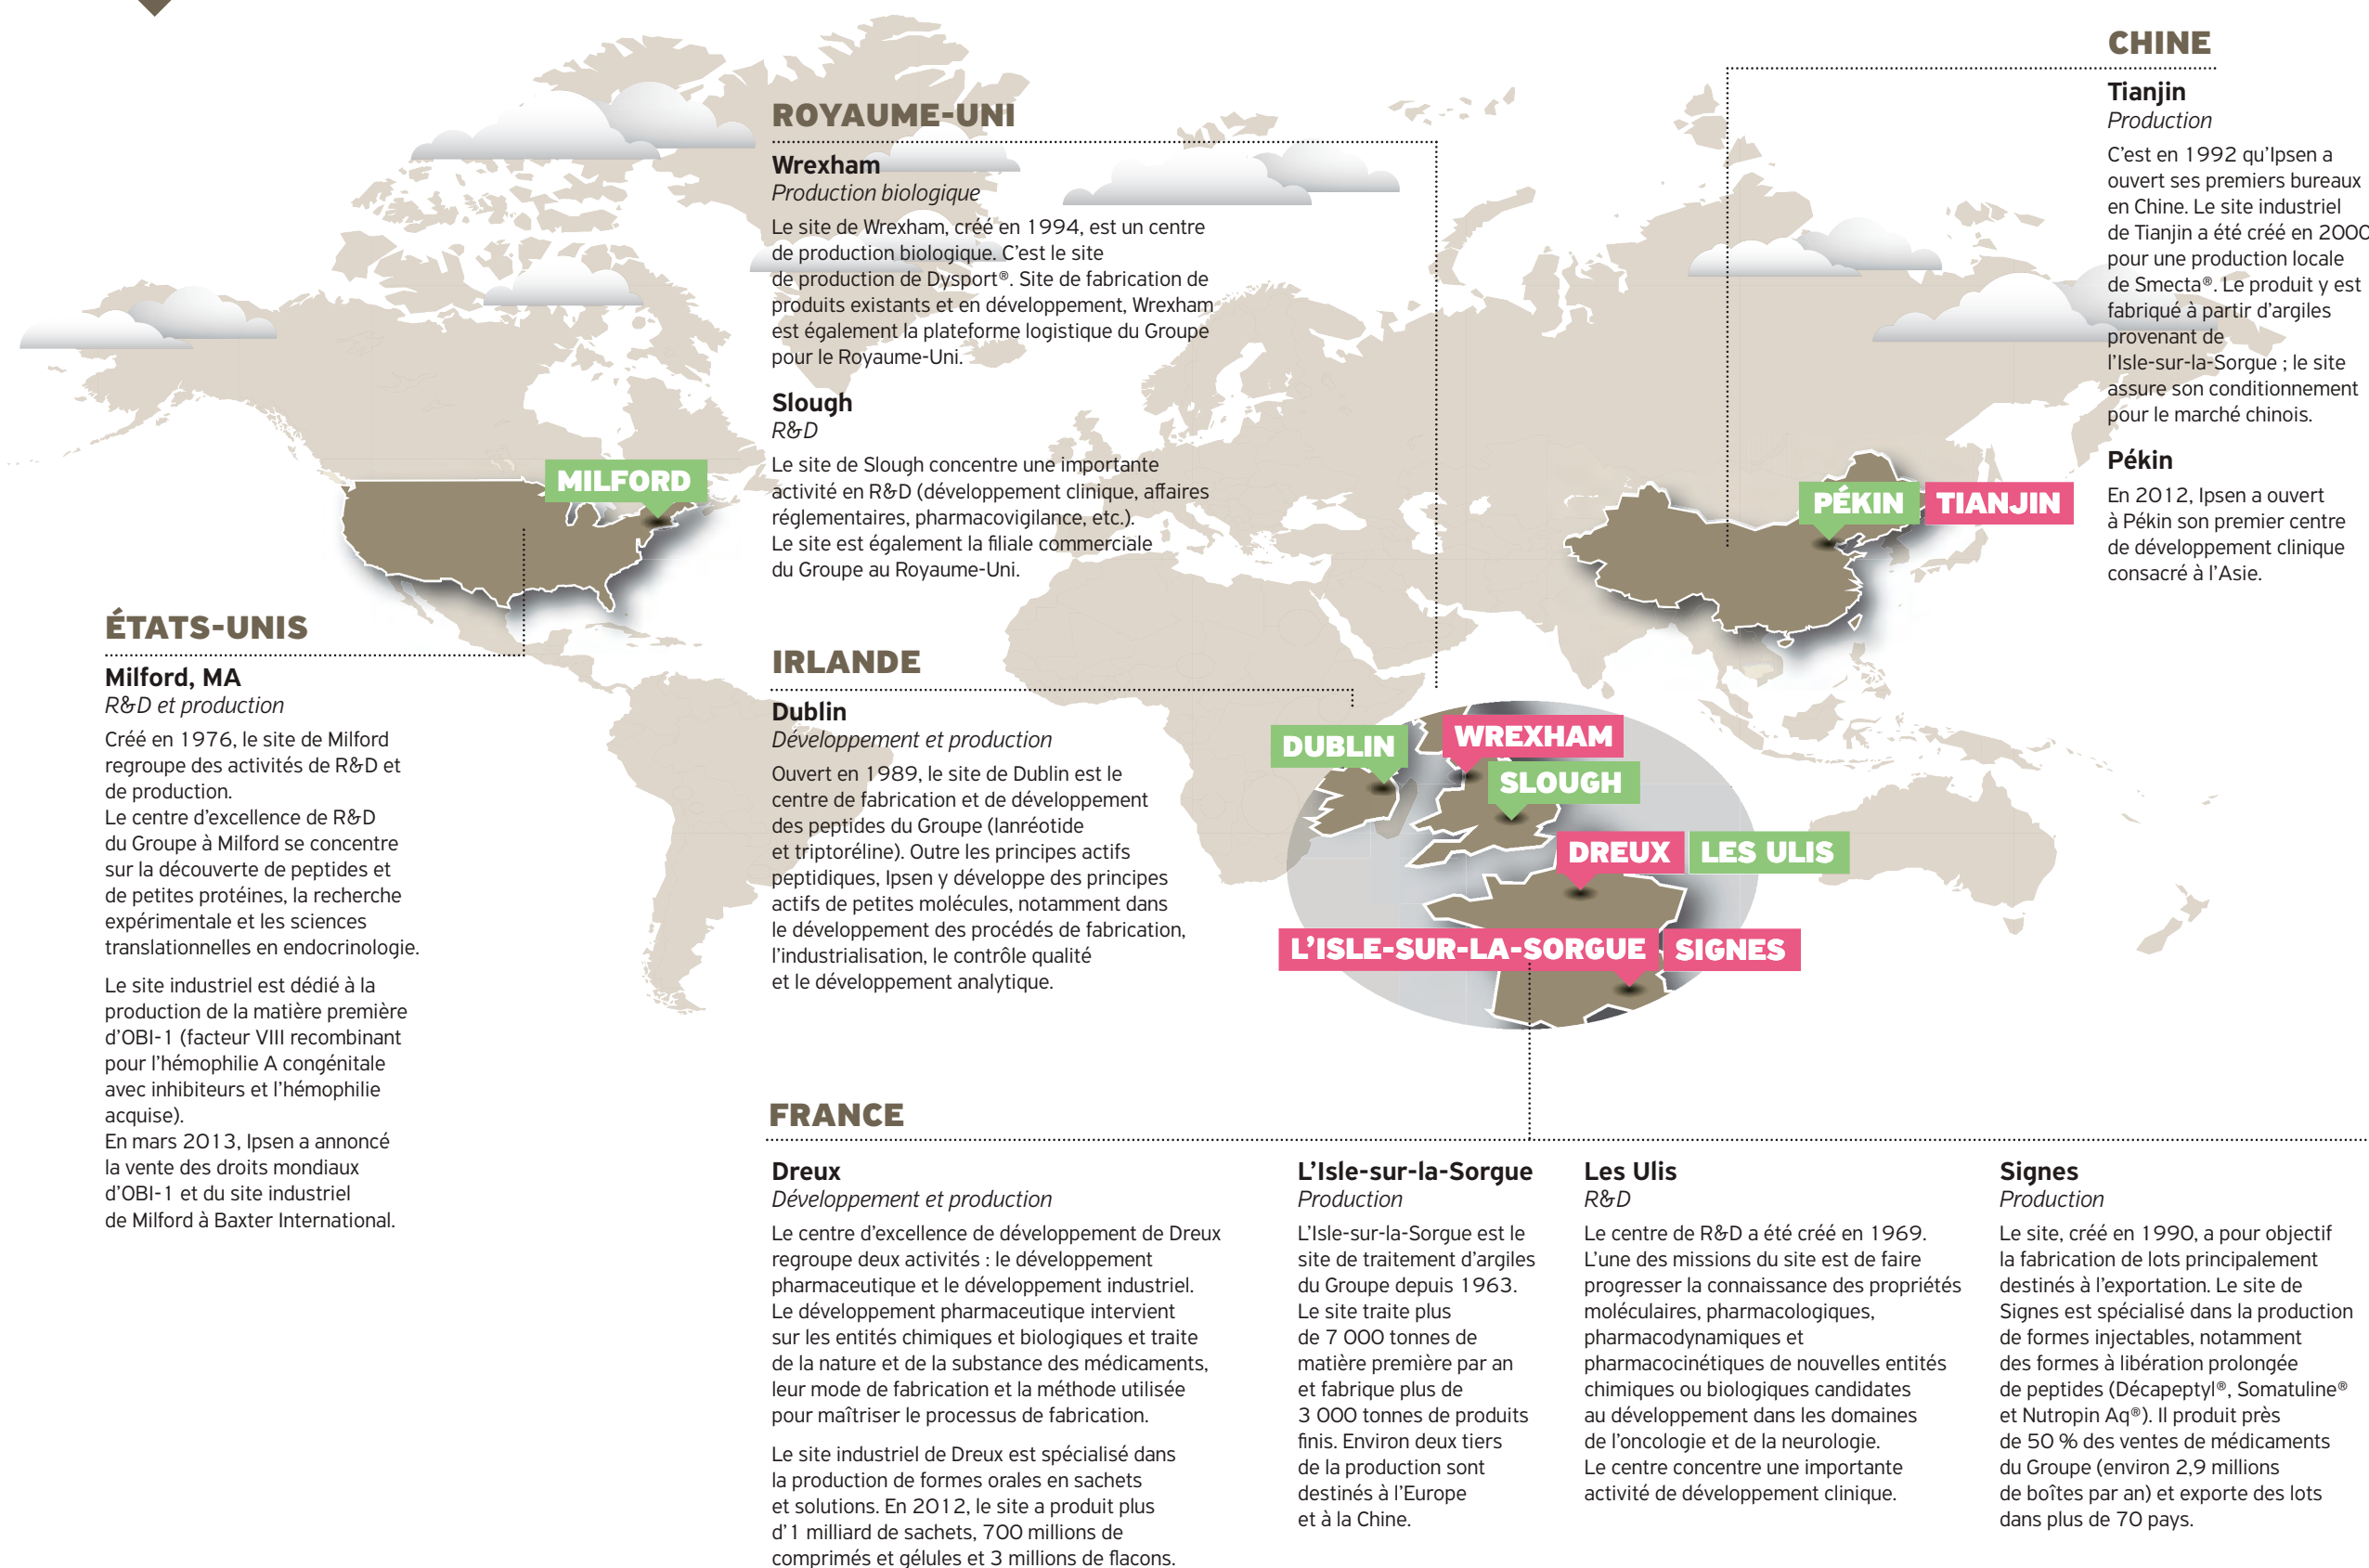 CHINE
Tianjin
Production
C’est en 1992 qu’Ipsen a
ouvert ses premiers bureaux
en Chine. Le site industriel
de Tianjin a été créé en 2000
pour une production locale
de Smecta®. Le produit y est
fabriqué à partir d’argiles
provenant de
l’Isle-sur-la-Sorgue ; le site
assure son conditionnement
pour le marché chinois.
Pékin
En 2012, Ipsen a ouvert
à Pékin son premier centre
de développement clinique
consacré à l’Asie.
ROYAUME-UNI
Wrexham
Production biologique
Le site de Wrexham, créé en 1994, est un centre
de production biologique. C’est le site
de production de Dysport®. Site de fabrication de
produits existants et en développement, Wrexham
est également la plateforme logistique du Groupe
pour le Royaume-Uni.
Slough
R&D
Le site de Slough concentre une importante
activité en R&D (développement clinique, affaires
réglementaires, pharmacovigilance, etc.).
Le site est également la filiale commerciale
du Groupe au Royaume-Uni.
MILFORD
PÉKIN
TIANJIN
ÉTATS-UNIS
Milford, MA
R&D et production
Créé en 1976, le site de Milford
regroupe des activités de R&D et
de production.
Le centre d’excellence de R&D
du Groupe à Milford se concentre
sur la découverte de peptides et
de petites protéines, la recherche
expérimentale et les sciences
translationnelles en endocrinologie.
Le site industriel est dédié à la
production de la matière première
d’OBI-1 (facteur VIII recombinant
pour l’hémophilie A congénitale
avec inhibiteurs et l’hémophilie
acquise).
En mars 2013, Ipsen a annoncé
la vente des droits mondiaux
d’OBI-1 et du site industriel
de Milford à Baxter International.
IRLANDE
Dublin
Développement et production
Ouvert en 1989, le site de Dublin est le
centre de fabrication et de développement
des peptides du Groupe (lanréotide
et triptoréline). Outre les principes actifs
peptidiques, Ipsen y développe des principes
actifs de petites molécules, notamment dans
le développement des procédés de fabrication,
l’industrialisation, le contrôle qualité
et le développement analytique.
DUBLIN
WREXHAM
SLOUGH
DREUX
LES ULIS
L’ISLE-SUR-LA-SORGUE
SIGNES
FRANCE
Dreux
Développement et production
Le centre d’excellence de développement de Dreux
regroupe deux activités : le développement
pharmaceutique et le développement industriel.
Le développement pharmaceutique intervient
sur les entités chimiques et biologiques et traite
de la nature et de la substance des médicaments,
leur mode de fabrication et la méthode utilisée
pour maîtriser le processus de fabrication.
Le site industriel de Dreux est spécialisé dans
la production de formes orales en sachets
et solutions. En 2012, le site a produit plus
d’1 milliard de sachets, 700 millions de
comprimés et gélules et 3 millions de flacons.
L’Isle-sur-la-Sorgue
Production
L’Isle-sur-la-Sorgue est le
site de traitement d’argiles
du Groupe depuis 1963.
Le site traite plus
de 7 000 tonnes de
matière première par an
et fabrique plus de
3 000 tonnes de produits
finis. Environ deux tiers
de la production sont
destinés à l’Europe
et à la Chine.
Les Ulis
R&D
Le centre de R&D a été créé en 1969.
L’une des missions du site est de faire
progresser la connaissance des propriétés
moléculaires, pharmacologiques,
pharmacodynamiques et
pharmacocinétiques de nouvelles entités
chimiques ou biologiques candidates
au développement dans les domaines
de l’oncologie et de la neurologie.
Le centre concentre une importante
activité de développement clinique.
Signes
Production
Le site, créé en 1990, a pour objectif
la fabrication de lots principalement
destinés à l’exportation. Le site de
Signes est spécialisé dans la production
de formes injectables, notamment
des formes à libération prolongée
de peptides (Décapeptyl®, Somatuline®
et Nutropin Aq®). Il produit près
de 50 % des ventes de médicaments
du Groupe (environ 2,9 millions
de boîtes par an) et exporte des lots
dans plus de 70 pays.